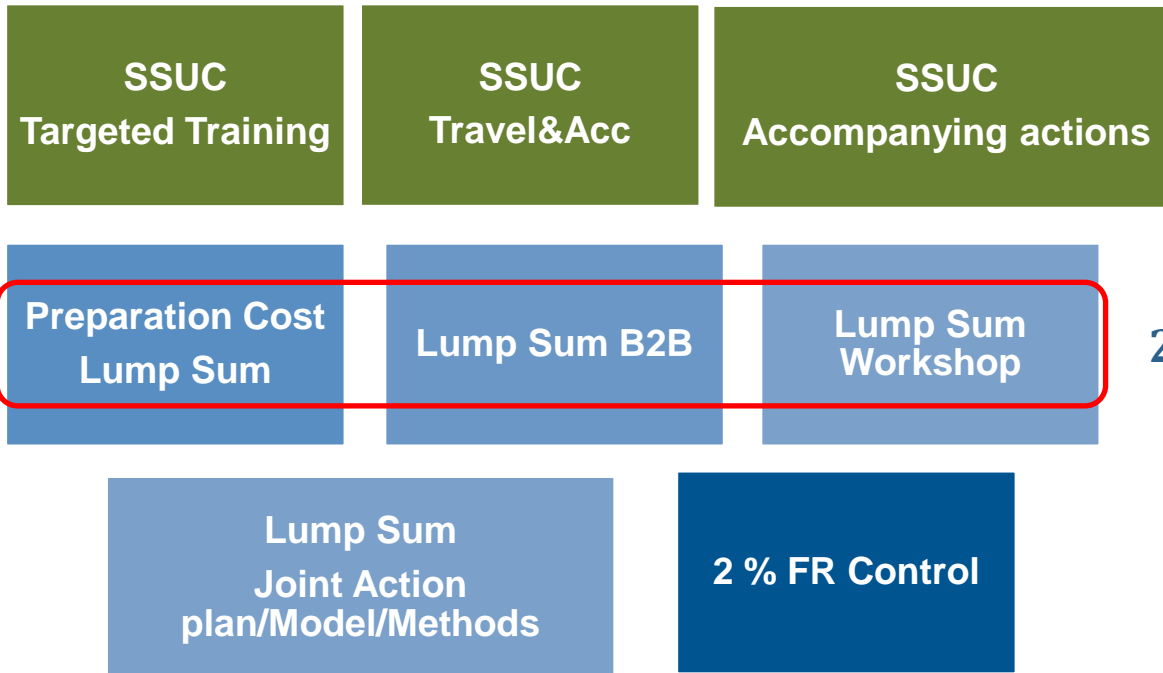 SSUC
Targeted Training
SSUC
Travel&Acc
SSUC
Accompanying actions
Preparation Cost
Lump Sum
Lump Sum B2B
Lump Sum
Workshop
2
Lump Sum
Joint Action
plan/Model/Methods
2 % FR Control